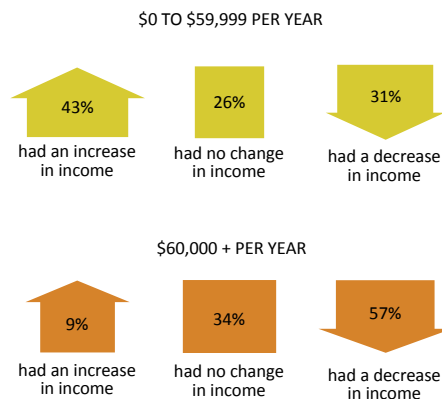 $0 TO $59,999 PER YEAR
43%
26%
31%
had an increase
in income
had no change
in income
had a decrease
in income
$60,000 + PER YEAR
9%
34%
57%
had an increase
in income
had no change
in income
had a decrease
in income